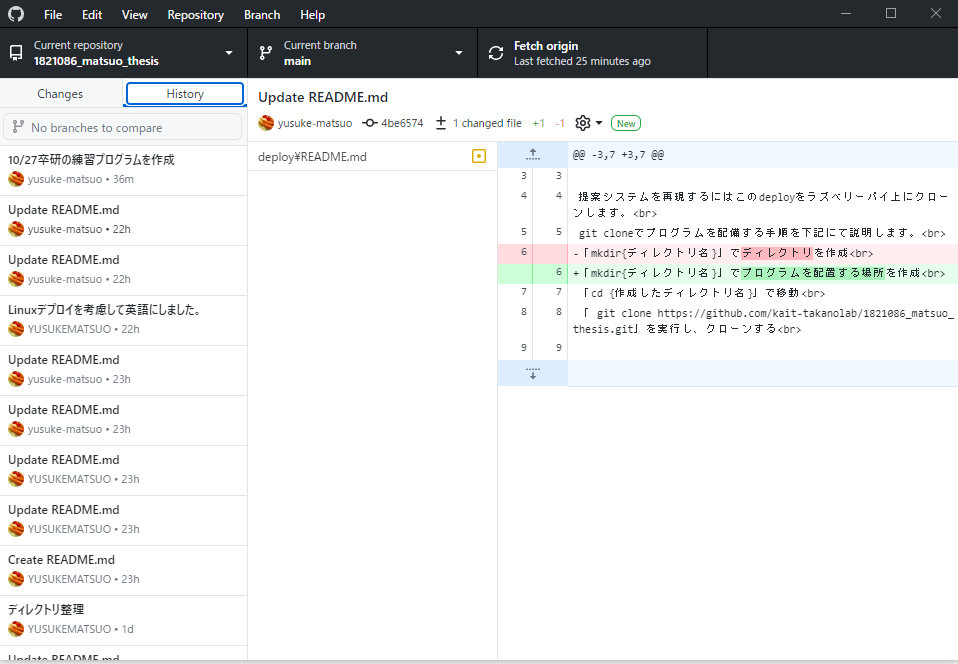 File Edit View Repository Branch Help
Current repository
1821086_matsuo_thesis
Current branch
main
Fetch origin
Last fetched 25 minutes ago
Changes
History
No branches to compare
10/27卒研の練習プログラムを作成
yusuke-matsuo • 36m
Update README.md
yusuke-matsuo • 22h
Update README.md
yusuke-matsuo • 22h
Linuxデプロイを考慮して英語にしました。
YUSUKEMATSUO • 22h
Update README.md
yusuke-matsuo • 23h
Update README.md
yusuke-matsuo • 23h
Update README.md
YUSUKEMATSUO • 23h
Update README.md
YUSUKEMATSUO • 23h
Create README.md
YUSUKEMATSUO • 23h
ディレクトリ整理
YUSUKEMATSUO • 1d
Update README.md
Update README.md
yusuke-matsuo 4be6574 1 changed file +1 -1 New
deploy¥README.md
@@ -3,7 +3,7 @@
3 3
4 4 提案システムを再現するにはこのdeployをラズベリーパイ上にクロー
ンします。<br>
5 5 git cloneでプログラムを配備する手順を下記にて説明します。<br>
6 -「mkdir{ディレクトリ名}」でディレクトリを作成<br>
6 +「mkdir{ディレクトリ名}」でプログラムを配置する場所を作成<br>
7 7 「cd {作成したディレクトリ名}」で移動<br>
8 8 「 git clone https://github.com/kait-takanolab/1821086_matsuo_
thesis.git」を実行し、クローンする<br>
9 9